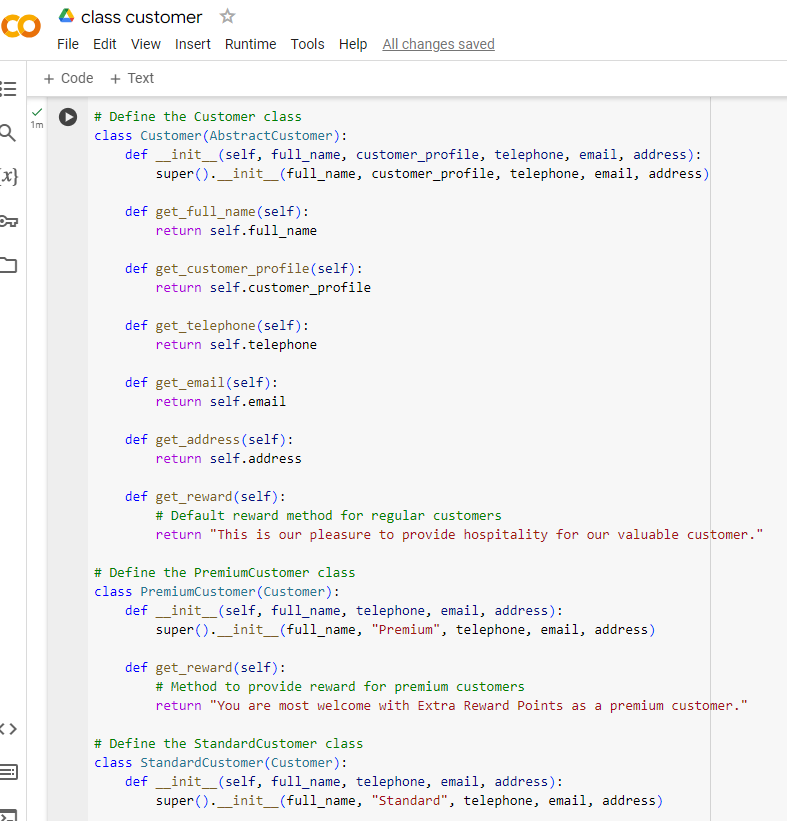 class customer
File Edit View Insert Runtime Tools Help All changes saved
+ Code + Text
1m
# Define the Customer class
class Customer(AbstractCustomer):
    def __init__(self, full_name, customer_profile, telephone, email, address):
        super().__init__(full_name, customer_profile, telephone, email, address)
    def get_full_name(self):
        return self.full_name
    def get_customer_profile(self):
        return self.customer_profile
    def get_telephone(self):
        return self.telephone
    def get_email(self):
        return self.email
    def get_address(self):
        return self.address
    def get_reward(self):
        # Default reward method for regular customers
        return "This is our pleasure to provide hospitality for our valuable customer."
# Define the PremiumCustomer class
class PremiumCustomer(Customer):
    def __init__(self, full_name, telephone, email, address):
        super().__init__(full_name, "Premium", telephone, email, address)
    def get_reward(self):
        # Method to provide reward for premium customers
        return "You are most welcome with Extra Reward Points as a premium customer."
# Define the StandardCustomer class
class StandardCustomer(Customer):
    def __init__(self, full_name, telephone, email, address):
        super().__init__(full_name, "Standard", telephone, email, address)